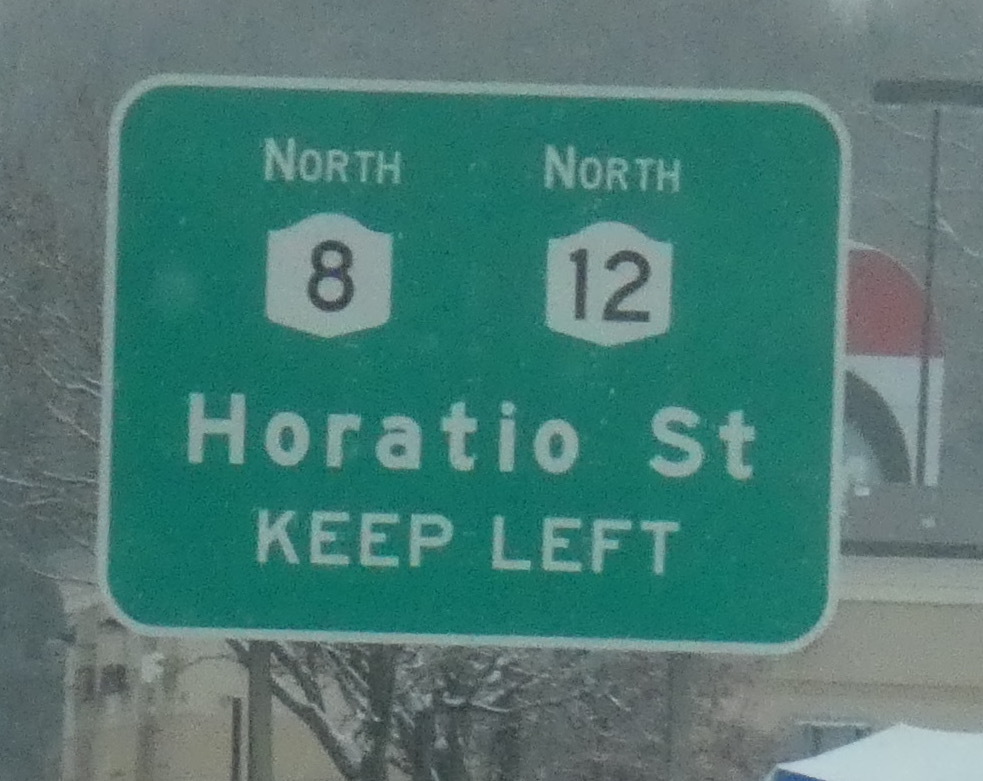 NORTH NORTH
8 12
Horatio St
KEEP LEFT